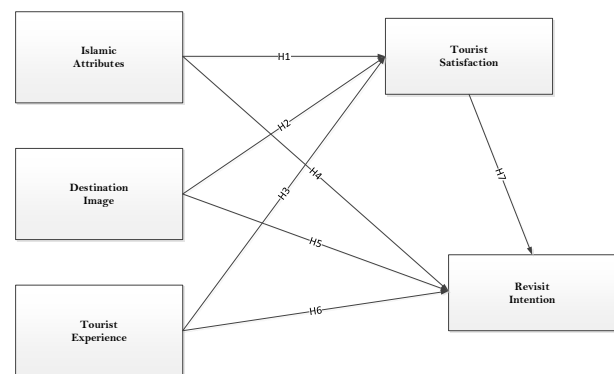 Islamic
Attributes
H1
Tourist
Satisfaction
H2
H4
H3
Destination
Image
H7
H5
Revisit
Intention
H6
Tourist
Experience